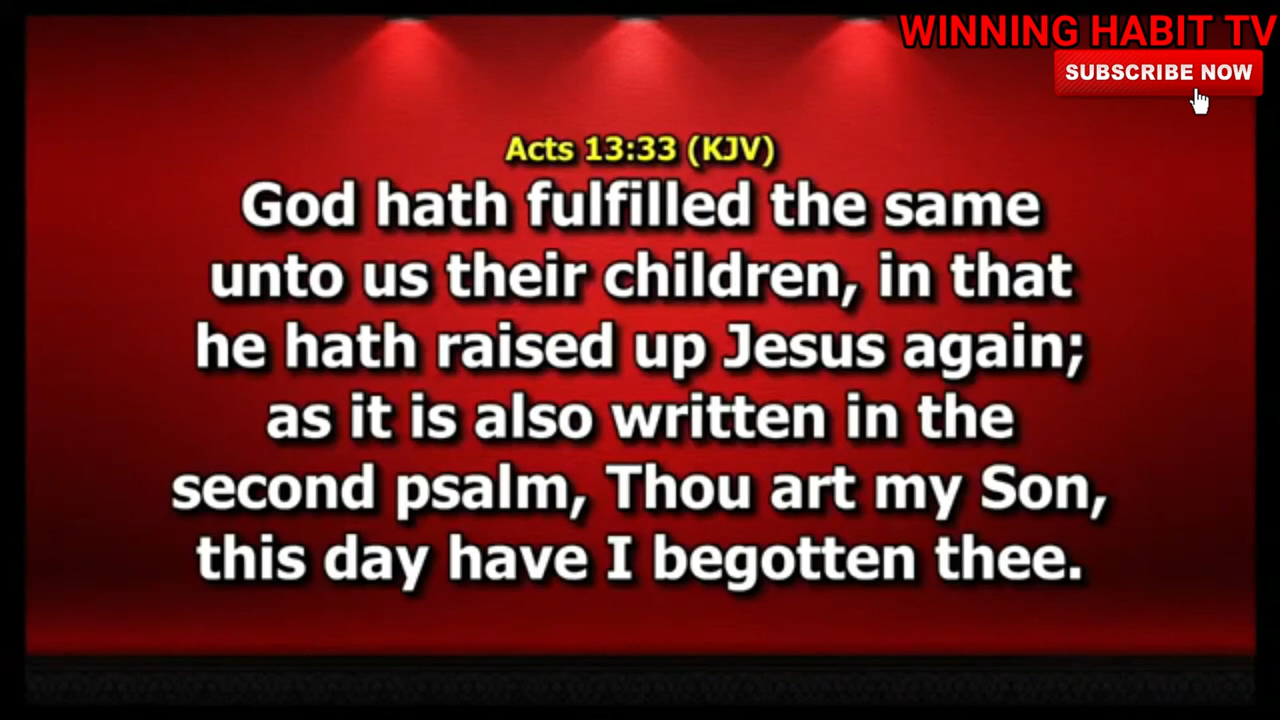 WINNING HABIT TV
SUBSCRIBE NOW
Acts 13:33 (KJV)
God hath fulfilled the same
unto us their children, in that
he hath raised up Jesus again;
as it is also written in the
second psalm, Thou art my Son,
this day have I begotten thee.